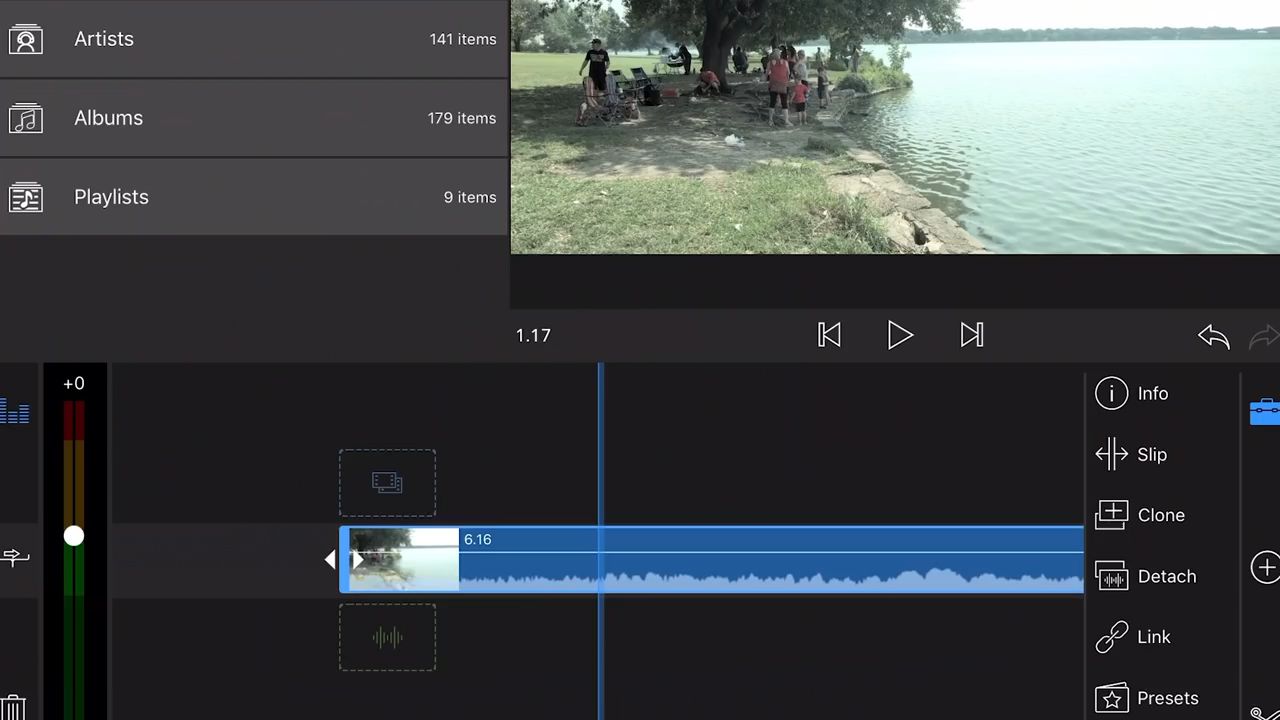 Artists 141 items
Albums 179 items
Playlists 9 items
1.17
+0
Info
6.16
Slip
Clone
Detach
Link
Presets